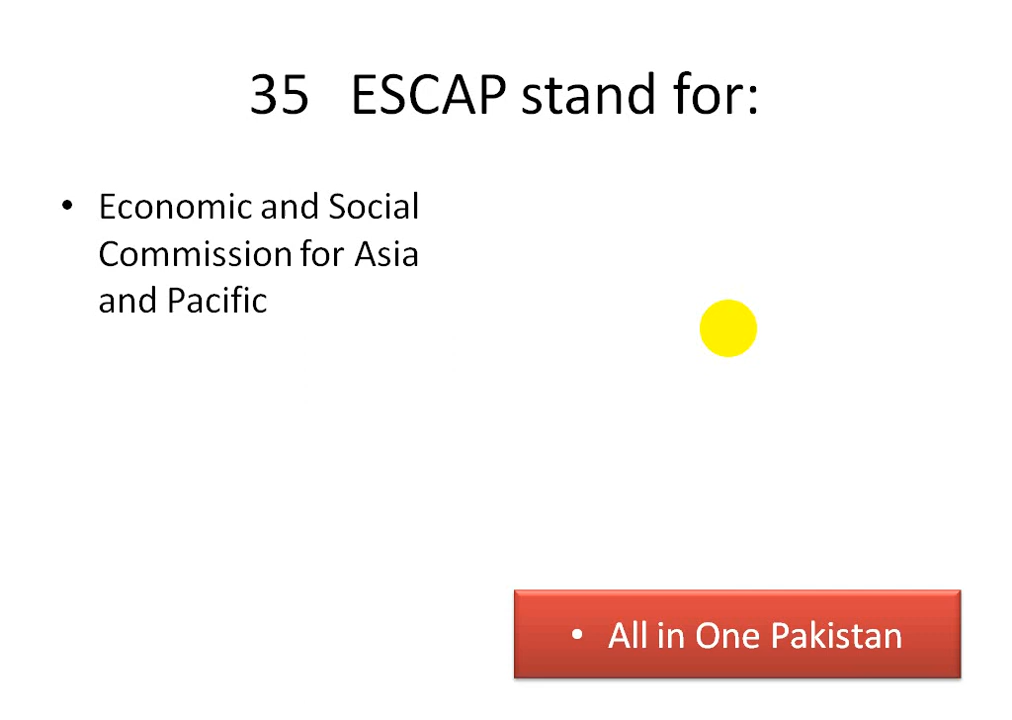 35 ESCAP stand for:
• Economic and Social
Commission for Asia
and Pacific
• All in One Pakistan